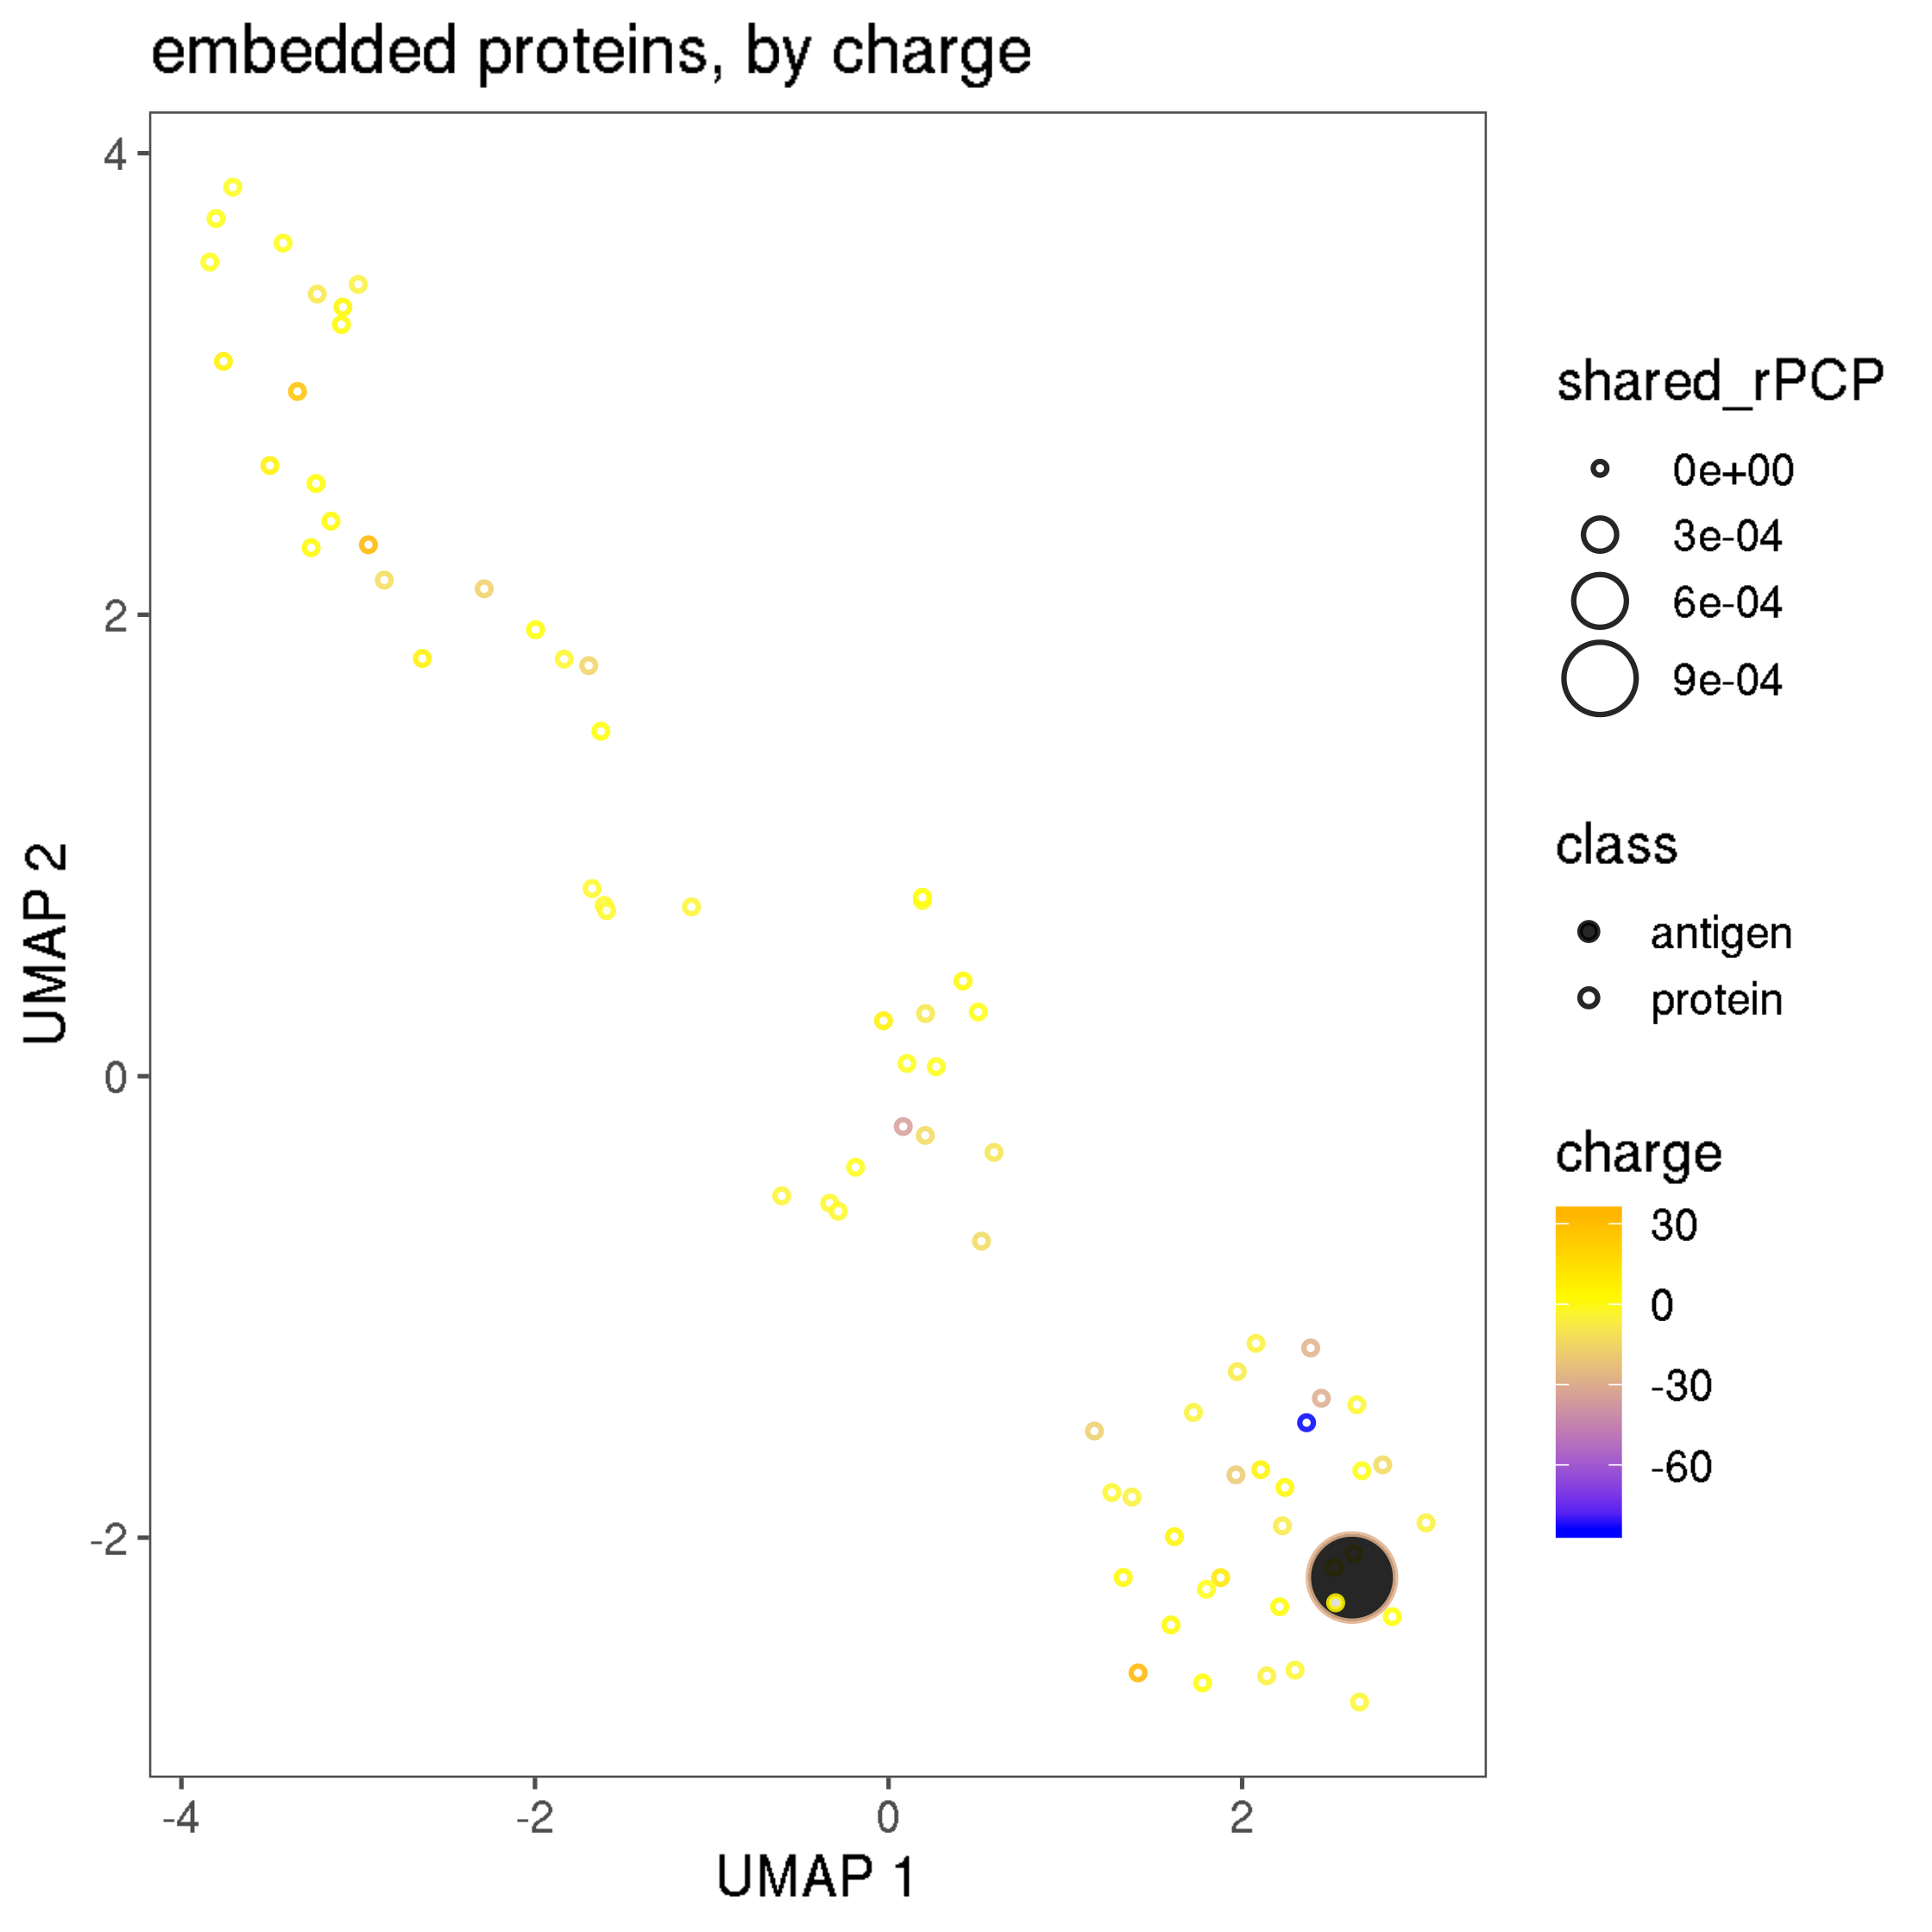 embedded proteins, by charge
4
2
0
-2
UMAP 2
-4
-2
0
2
UMAP 1
shared_rPCP
0e+00
3e-04
6e-04
9e-04
class
antigen
protein
charge
30
0
-30
-60